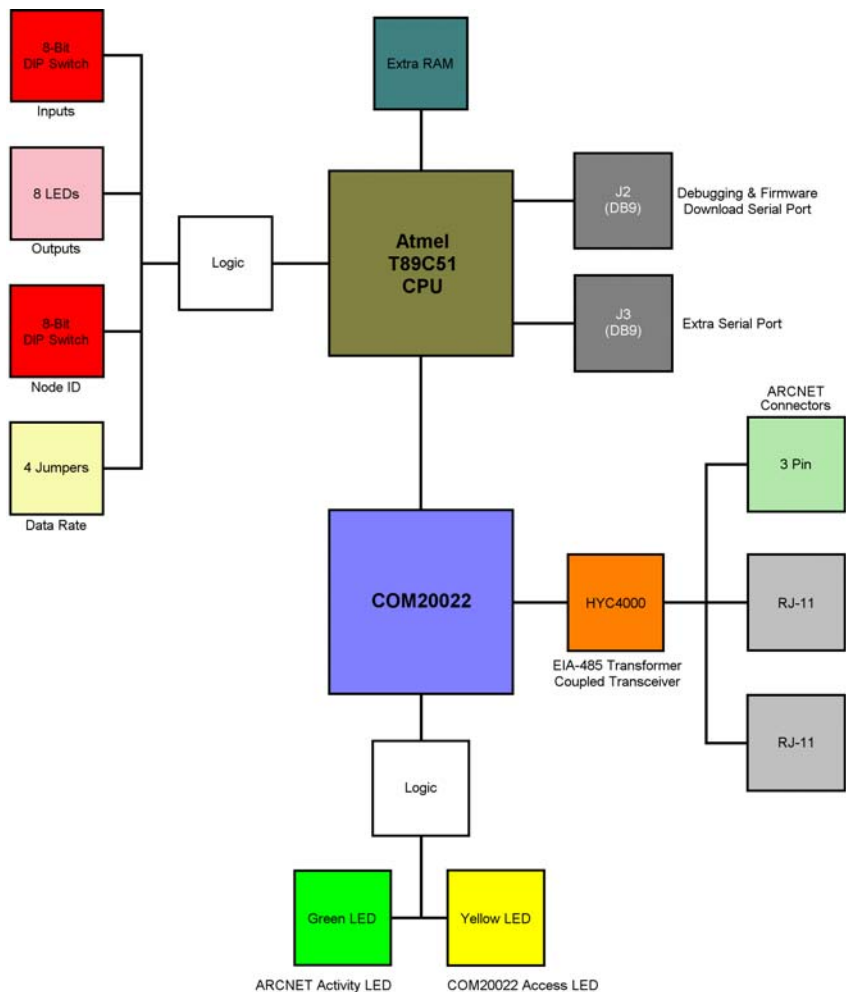 8-Bit
DIP Switch
Inputs
8 LEDs
Outputs
8-Bit
DIP Switch
Node ID
4 Jumpers
Data Rate
Logic
Extra RAM
Atmel
T89C51
CPU
J2
(DB9)
Debugging & Firmware
Download Serial Port
J3
(DB9)
Extra Serial Port
COM20022
HYC4000
EIA-485 Transformer
Coupled Transceiver
ARCNET
Connectors
3 Pin
RJ-11
RJ-11
Logic
Green LED
ARCNET Activity LED
Yellow LED
COM20022 Access LED